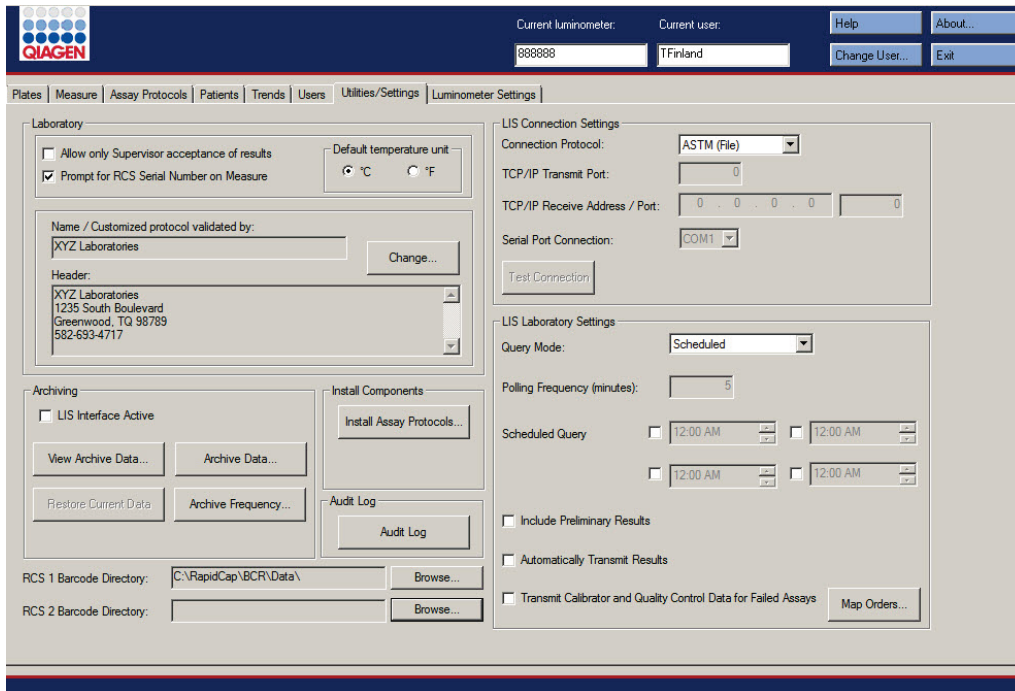 QIAGEN
Current luminometer:
888888
Current user:
TFinland
Help
About...
Change User...
Exit
Plates
Measure
Assay Protocols
Patients
Trends
Users
Utilities/Settings
Luminometer Settings
Laboratory
Allow only Supervisor acceptance of results
Prompt for RCS Serial Number on Measure
Default temperature unit
°C
°F
Name / Customized protocol validated by:
XYZ Laboratories
Change...
Header:
XYZ Laboratories
1235 South Boulevard
Greenwood, TQ 98789
582-693-4717
Archiving
LIS Interface Active
View Archive Data...
Archive Data...
Restore Current Data
Archive Frequency...
Install Components
Install Assay Protocols...
Audit Log
Audit Log
RCS 1 Barcode Directory:
C:\RapidCap\BCR\Data\
Browse...
RCS 2 Barcode Directory:
Browse...
LIS Connection Settings
Connection Protocol:
ASTM (File)
TCP/IP Transmit Port:
0
TCP/IP Receive Address / Port:
0 . 0 . 0 . 0
0
Serial Port Connection:
COM1
Test Connection
LIS Laboratory Settings
Query Mode:
Scheduled
Polling Frequency (minutes):
5
Scheduled Query
12:00 AM
12:00 AM
12:00 AM
12:00 AM
Include Preliminary Results
Automatically Transmit Results
Transmit Calibrator and Quality Control Data for Failed Assays
Map Orders...